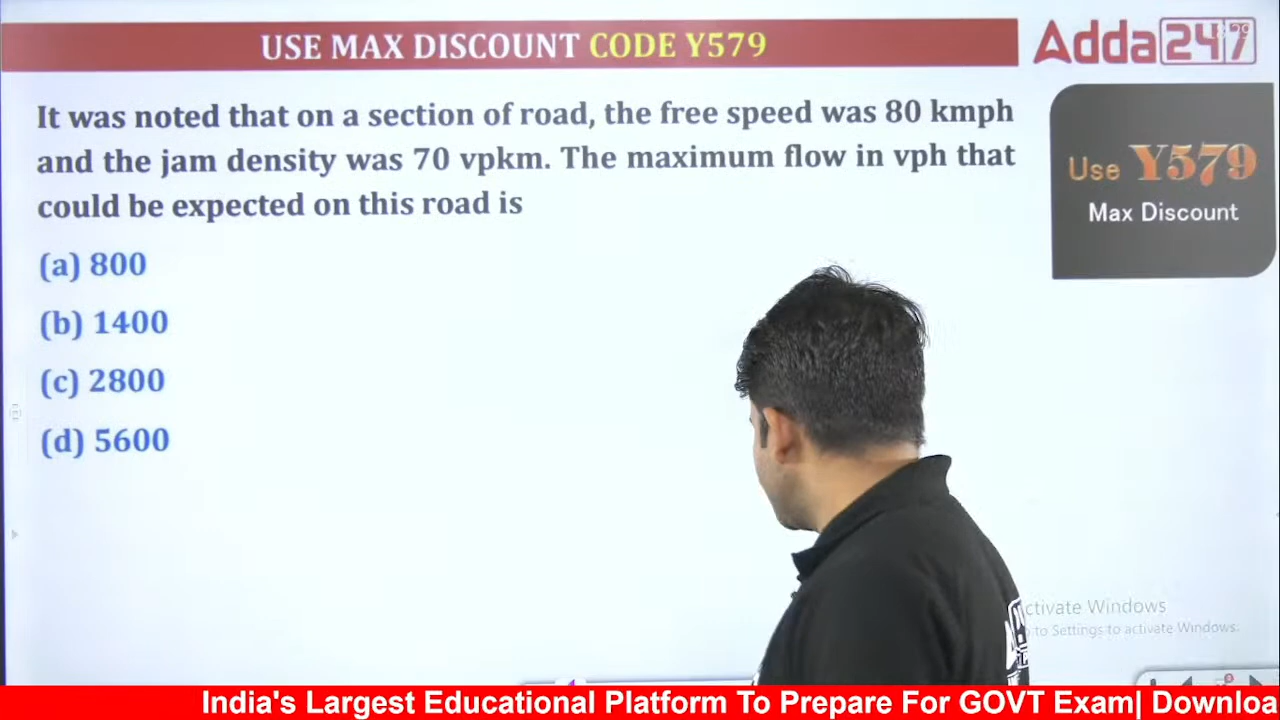 USE MAX DISCOUNT CODE Y579
Adda247
It was noted that on a section of road, the free speed was 80 kmph
and the jam density was 70 vpkm. The maximum flow in vph that
could be expected on this road is
Use Y579
Max Discount
(a) 800
(b) 1400
(c) 2800
(d) 5600
ctivate Windows
to Settings to activate Windows.
India's Largest Educational Platform To Prepare For GOVT Exam| Downloa